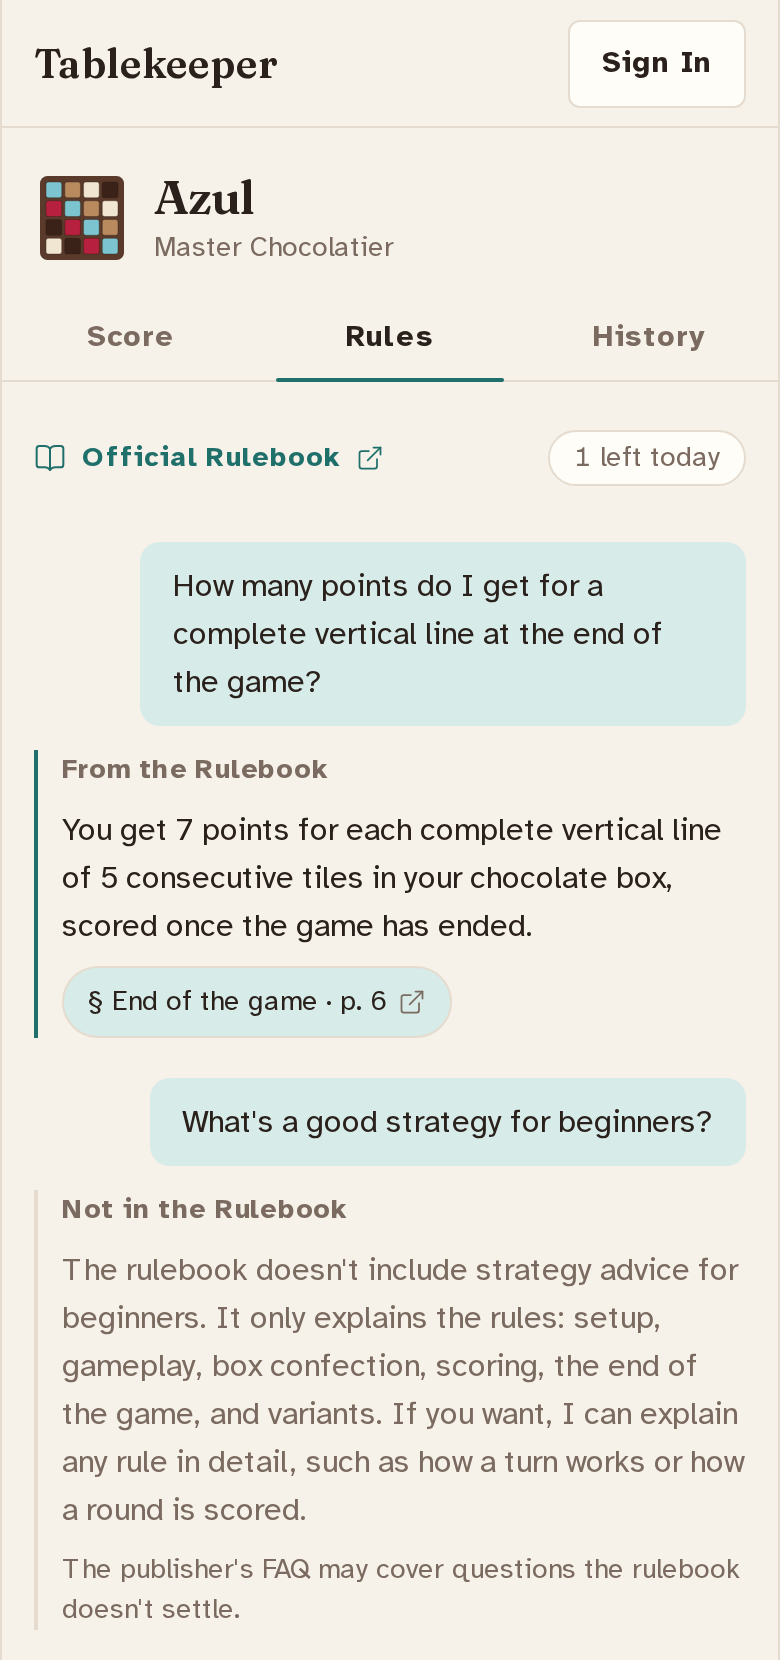 Tablekeeper
Sign In
Azul
Master Chocolatier
Score
Rules
History
Official Rulebook
1 left today
How many points do I get for a
complete vertical line at the end of
the game?
From the Rulebook
You get 7 points for each complete vertical line
of 5 consecutive tiles in your chocolate box,
scored once the game has ended.
§ End of the game · p. 6
What's a good strategy for beginners?
Not in the Rulebook
The rulebook doesn't include strategy advice for
beginners. It only explains the rules: setup,
gameplay, box confection, scoring, the end of
the game, and variants. If you want, I can explain
any rule in detail, such as how a turn works or how
a round is scored.
The publisher's FAQ may cover questions the rulebook
doesn't settle.